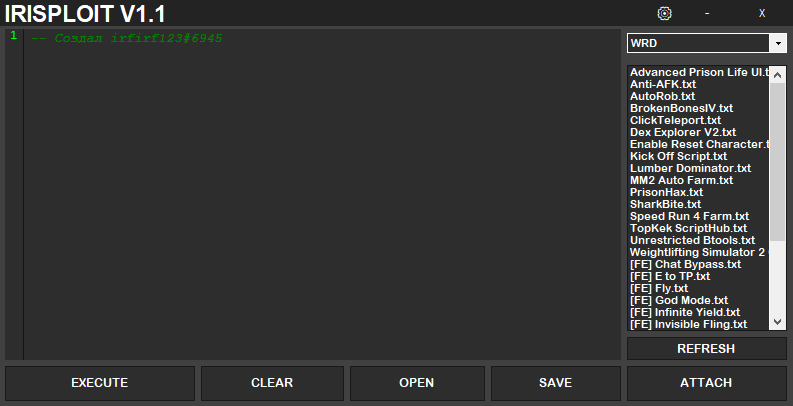 IRISPLOIT V1.1
- X
1 -- Создал irfirf123#6945
WRD
Advanced Prison Life UI.t
Anti-AFK.txt
AutoRob.txt
BrokenBonesIV.txt
ClickTeleport.txt
Dex Explorer V2.txt
Enable Reset Character.t
Kick Off Script.txt
Lumber Dominator.txt
MM2 Auto Farm.txt
PrisonHax.txt
SharkBite.txt
Speed Run 4 Farm.txt
TopKek ScriptHub.txt
Unrestricted Btools.txt
Weightlifting Simulator 2
[FE] Chat Bypass.txt
[FE] E to TP.txt
[FE] Fly.txt
[FE] God Mode.txt
[FE] Infinite Yield.txt
[FE] Invisible Fling.txt
REFRESH
EXECUTE CLEAR OPEN SAVE ATTACH